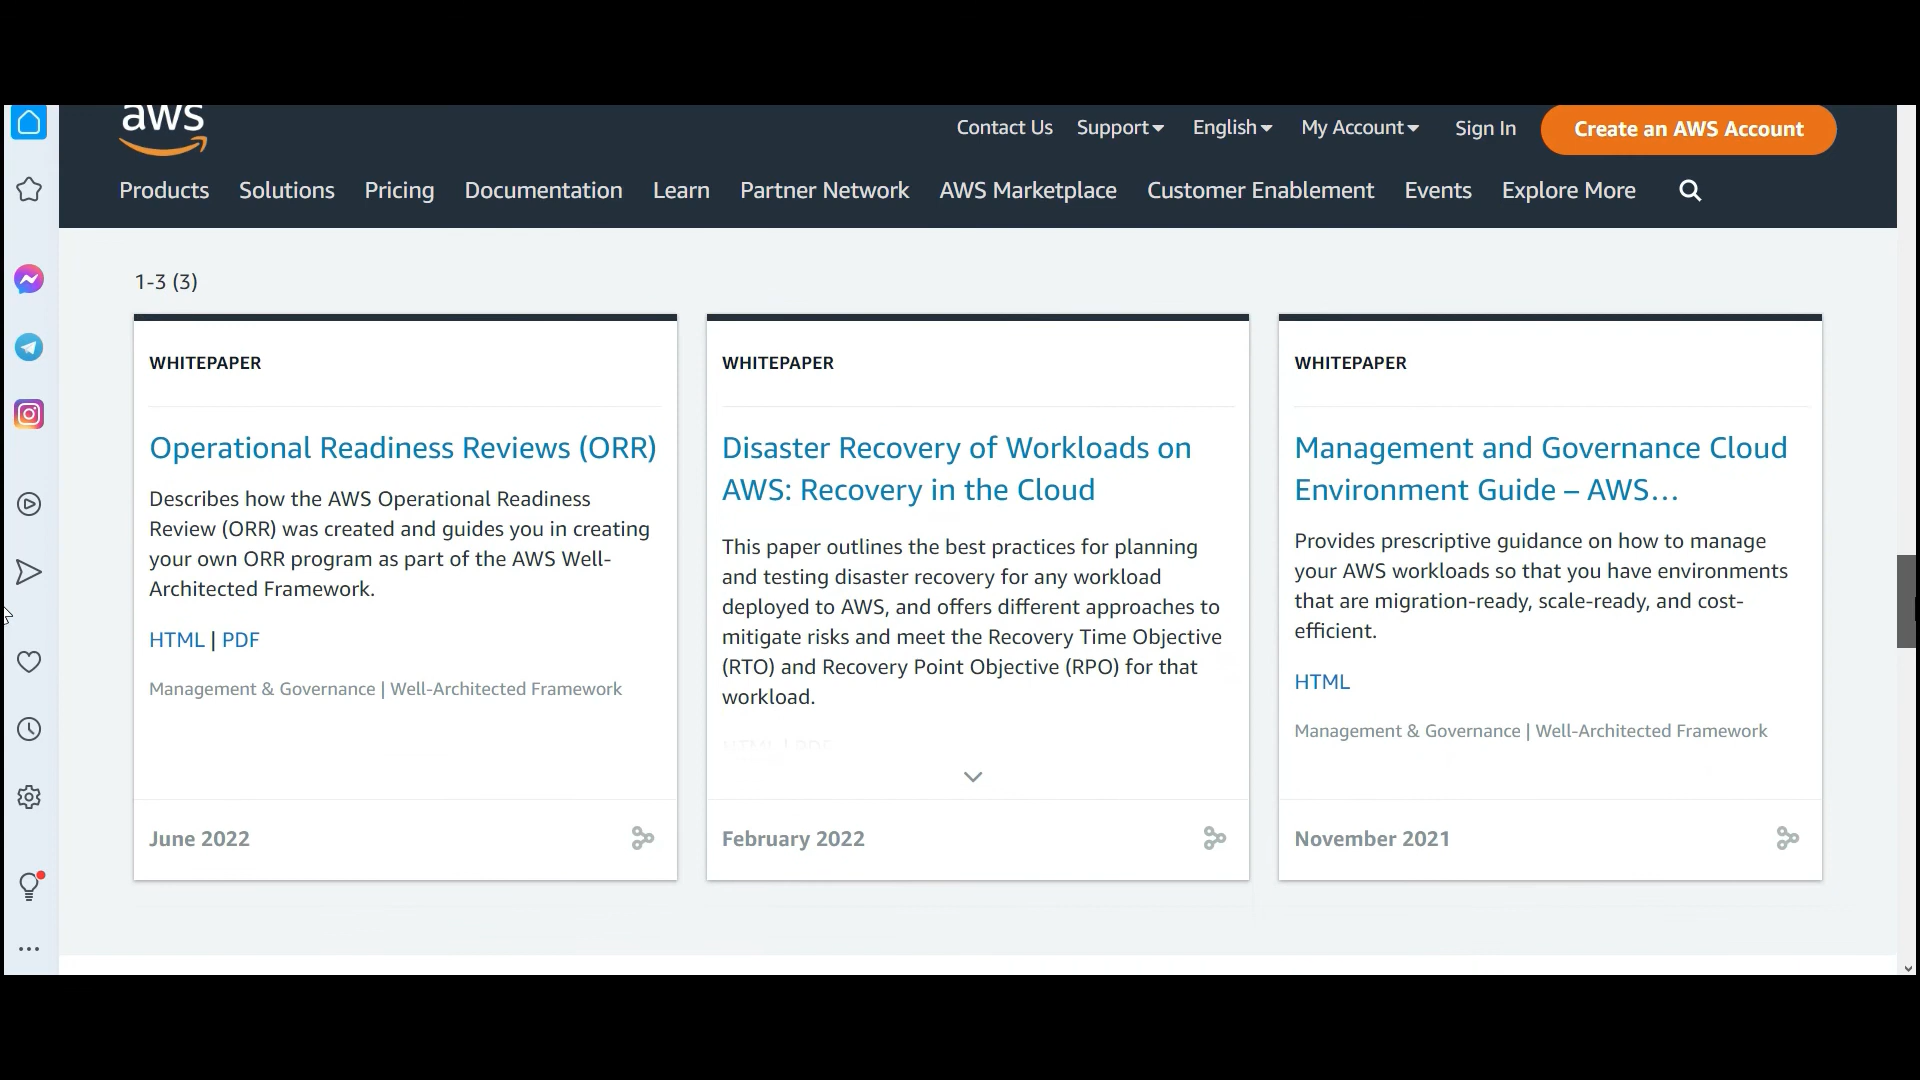 aws
Contact Us Support English My Account Sign In Create an AWS Account
Products Solutions Pricing Documentation Learn Partner Network AWS Marketplace Customer Enablement Events Explore More
1-3 (3)
WHITEPAPER
Operational Readiness Reviews (ORR)
Describes how the AWS Operational Readiness
Review (ORR) was created and guides you in creating
your own ORR program as part of the AWS Well-
Architected Framework.
HTML | PDF
Management & Governance | Well-Architected Framework
June 2022
WHITEPAPER
Disaster Recovery of Workloads on
AWS: Recovery in the Cloud
This paper outlines the best practices for planning
and testing disaster recovery for any workload
deployed to AWS, and offers different approaches to
mitigate risks and meet the Recovery Time Objective
(RTO) and Recovery Point Objective (RPO) for that
workload.
HTML | PDF
February 2022
WHITEPAPER
Management and Governance Cloud
Environment Guide – AWS...
Provides prescriptive guidance on how to manage
your AWS workloads so that you have environments
that are migration-ready, scale-ready, and cost-
efficient.
HTML
Management & Governance | Well-Architected Framework
November 2021